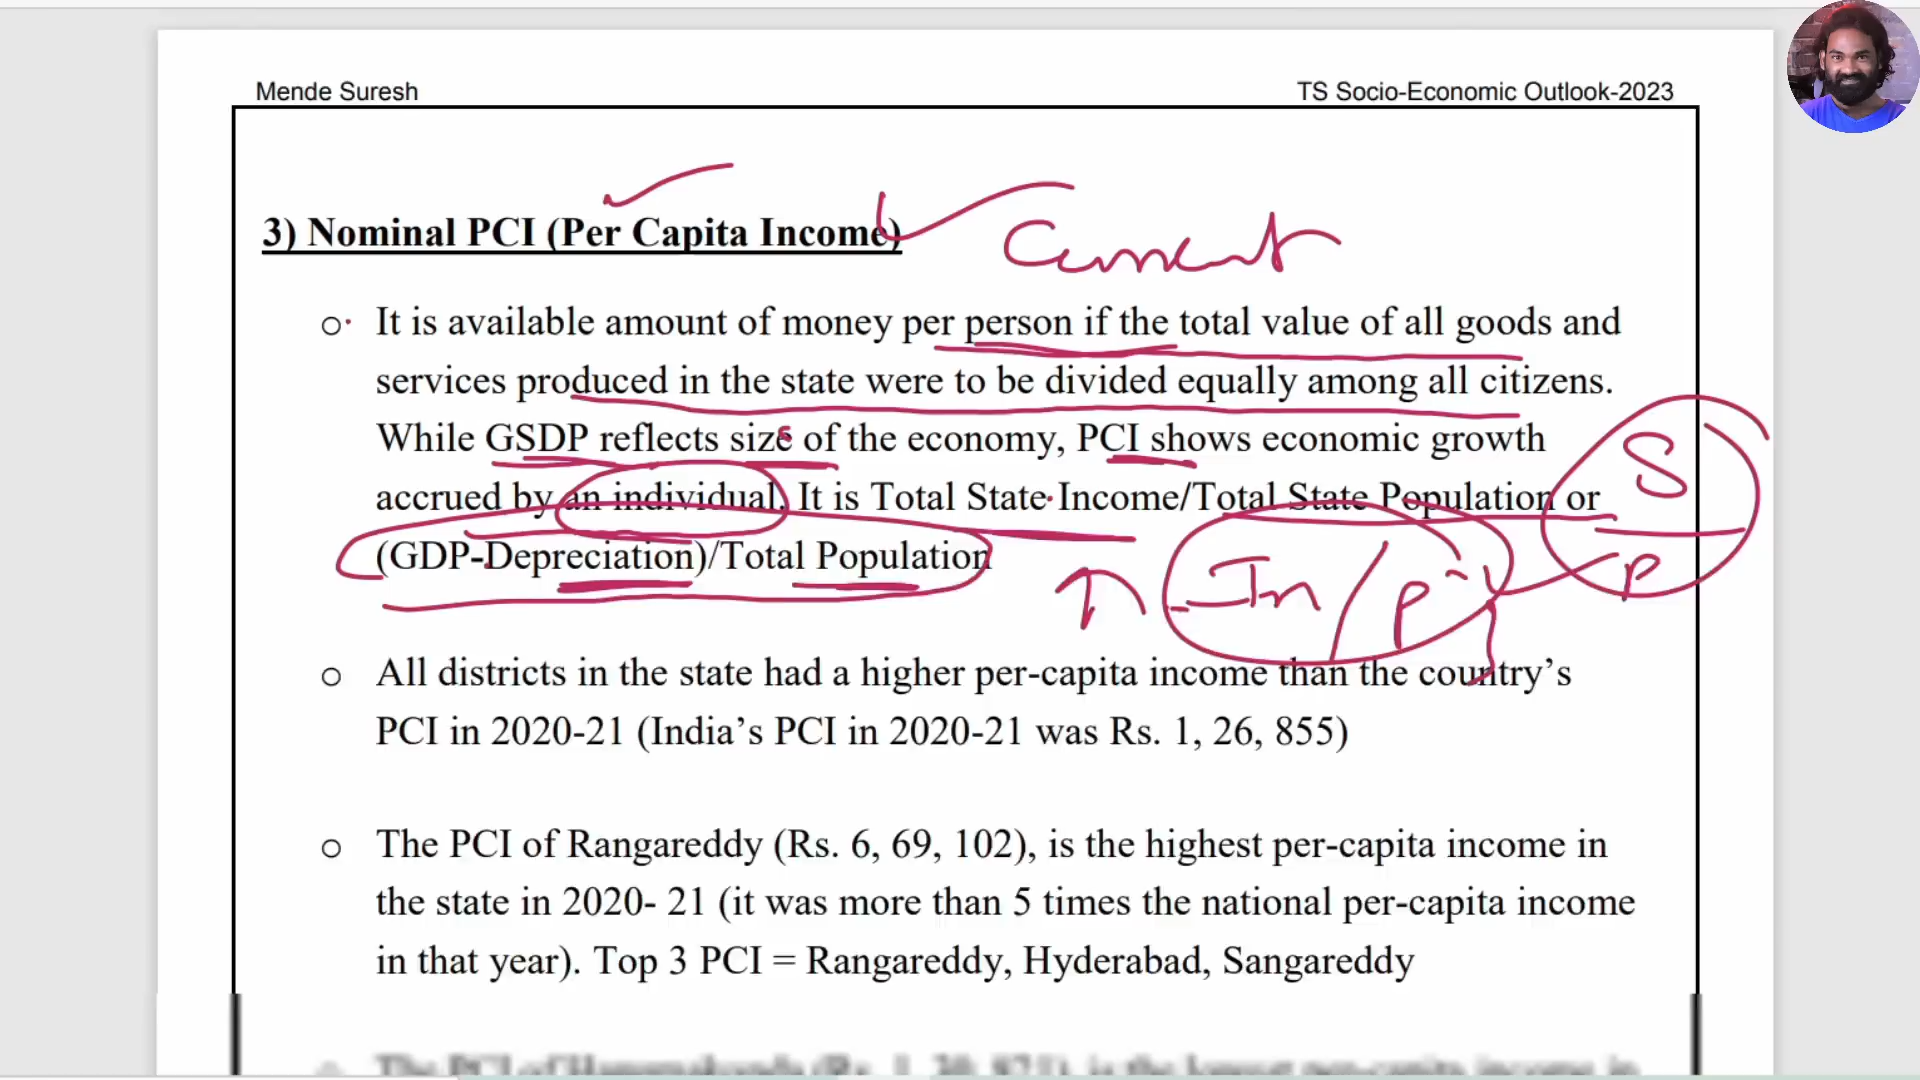 Mende Suresh
TS Socio-Economic Outlook-2023
3) Nominal PCI (Per Capita Income)
Current
It is available amount of money per person if the total value of all goods and
services produced in the state were to be divided equally among all citizens.
While GSDP reflects size of the economy, PCI shows economic growth
accrued by an individual. It is Total State Income/Total State Population or
(GDP-Depreciation)/Total Population
S
P
In/P
All districts in the state had a higher per-capita income than the country's
PCI in 2020-21 (India's PCI in 2020-21 was Rs. 1, 26, 855)
The PCI of Rangareddy (Rs. 6, 69, 102), is the highest per-capita income in
the state in 2020- 21 (it was more than 5 times the national per-capita income
in that year). Top 3 PCI = Rangareddy, Hyderabad, Sangareddy